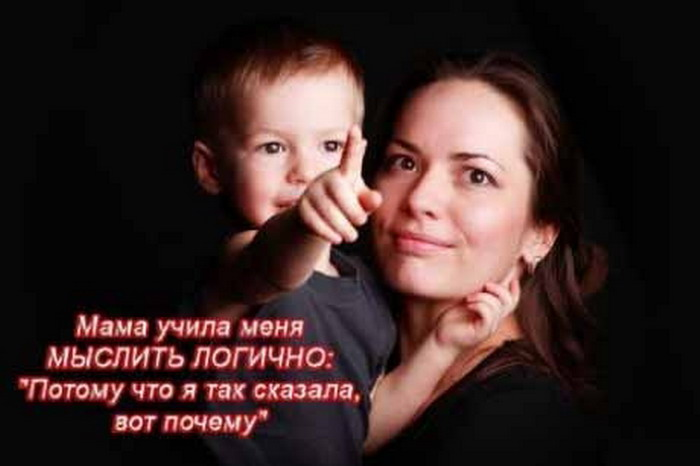 Мама учила меня
МЫСЛИТЬ ЛОГИЧНО:
"Потому что я так сказала,
вот почему"